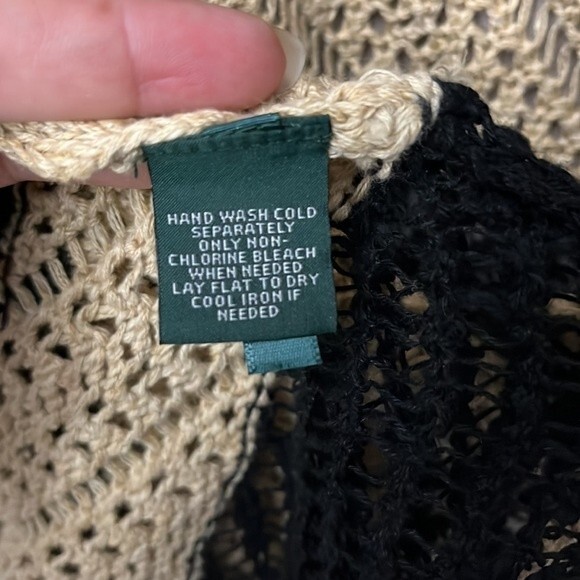 HAND WASH COLD
SEPARATELY
ONLY NON-
CHLORINE BLEACH
WHEN NEEDED
LAY FLAT TO DRY
COOL IRON IF
NEEDED